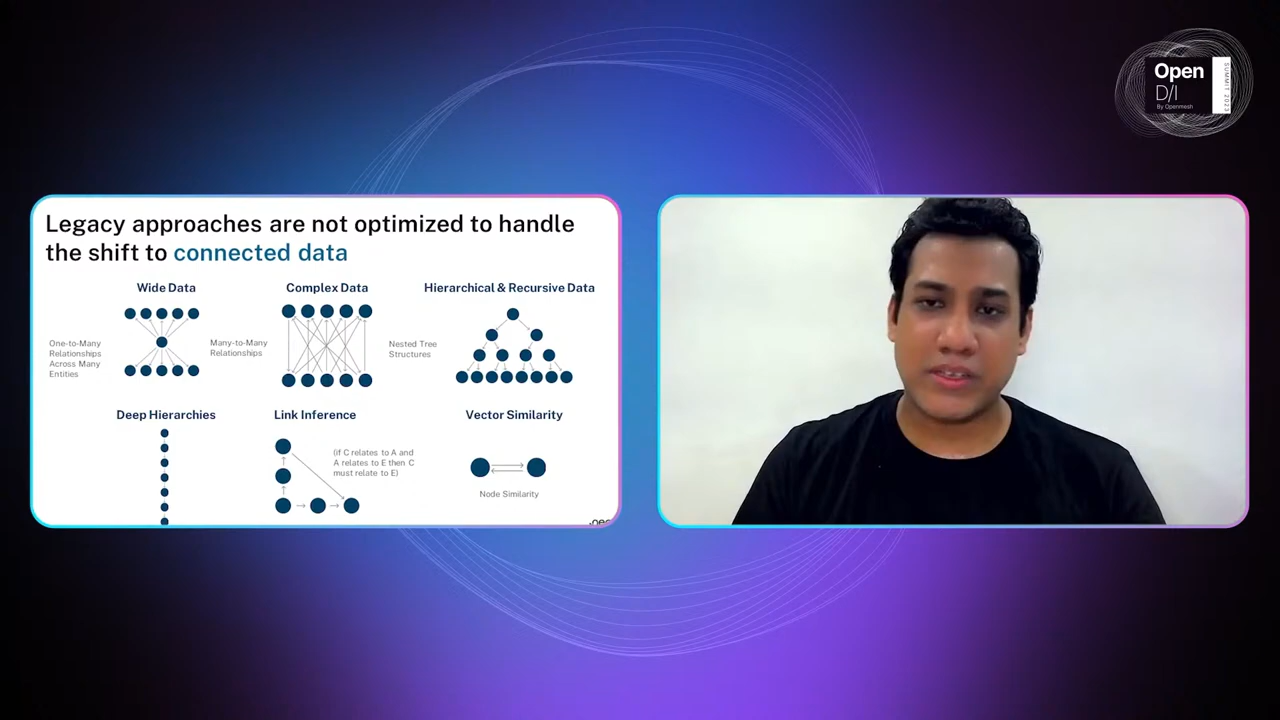 Open
D/I
By Openmesh
SUMMIT 2023
Legacy approaches are not optimized to handle
the shift to connected data
Wide Data
One-to-Many
Relationships
Across Many
Entities
Complex Data
Many-to-Many
Relationships
Hierarchical & Recursive Data
Nested Tree
Structures
Deep Hierarchies
Link Inference
(if C relates to A and
A relates to E then C
must relate to E)
Vector Similarity
Node Similarity